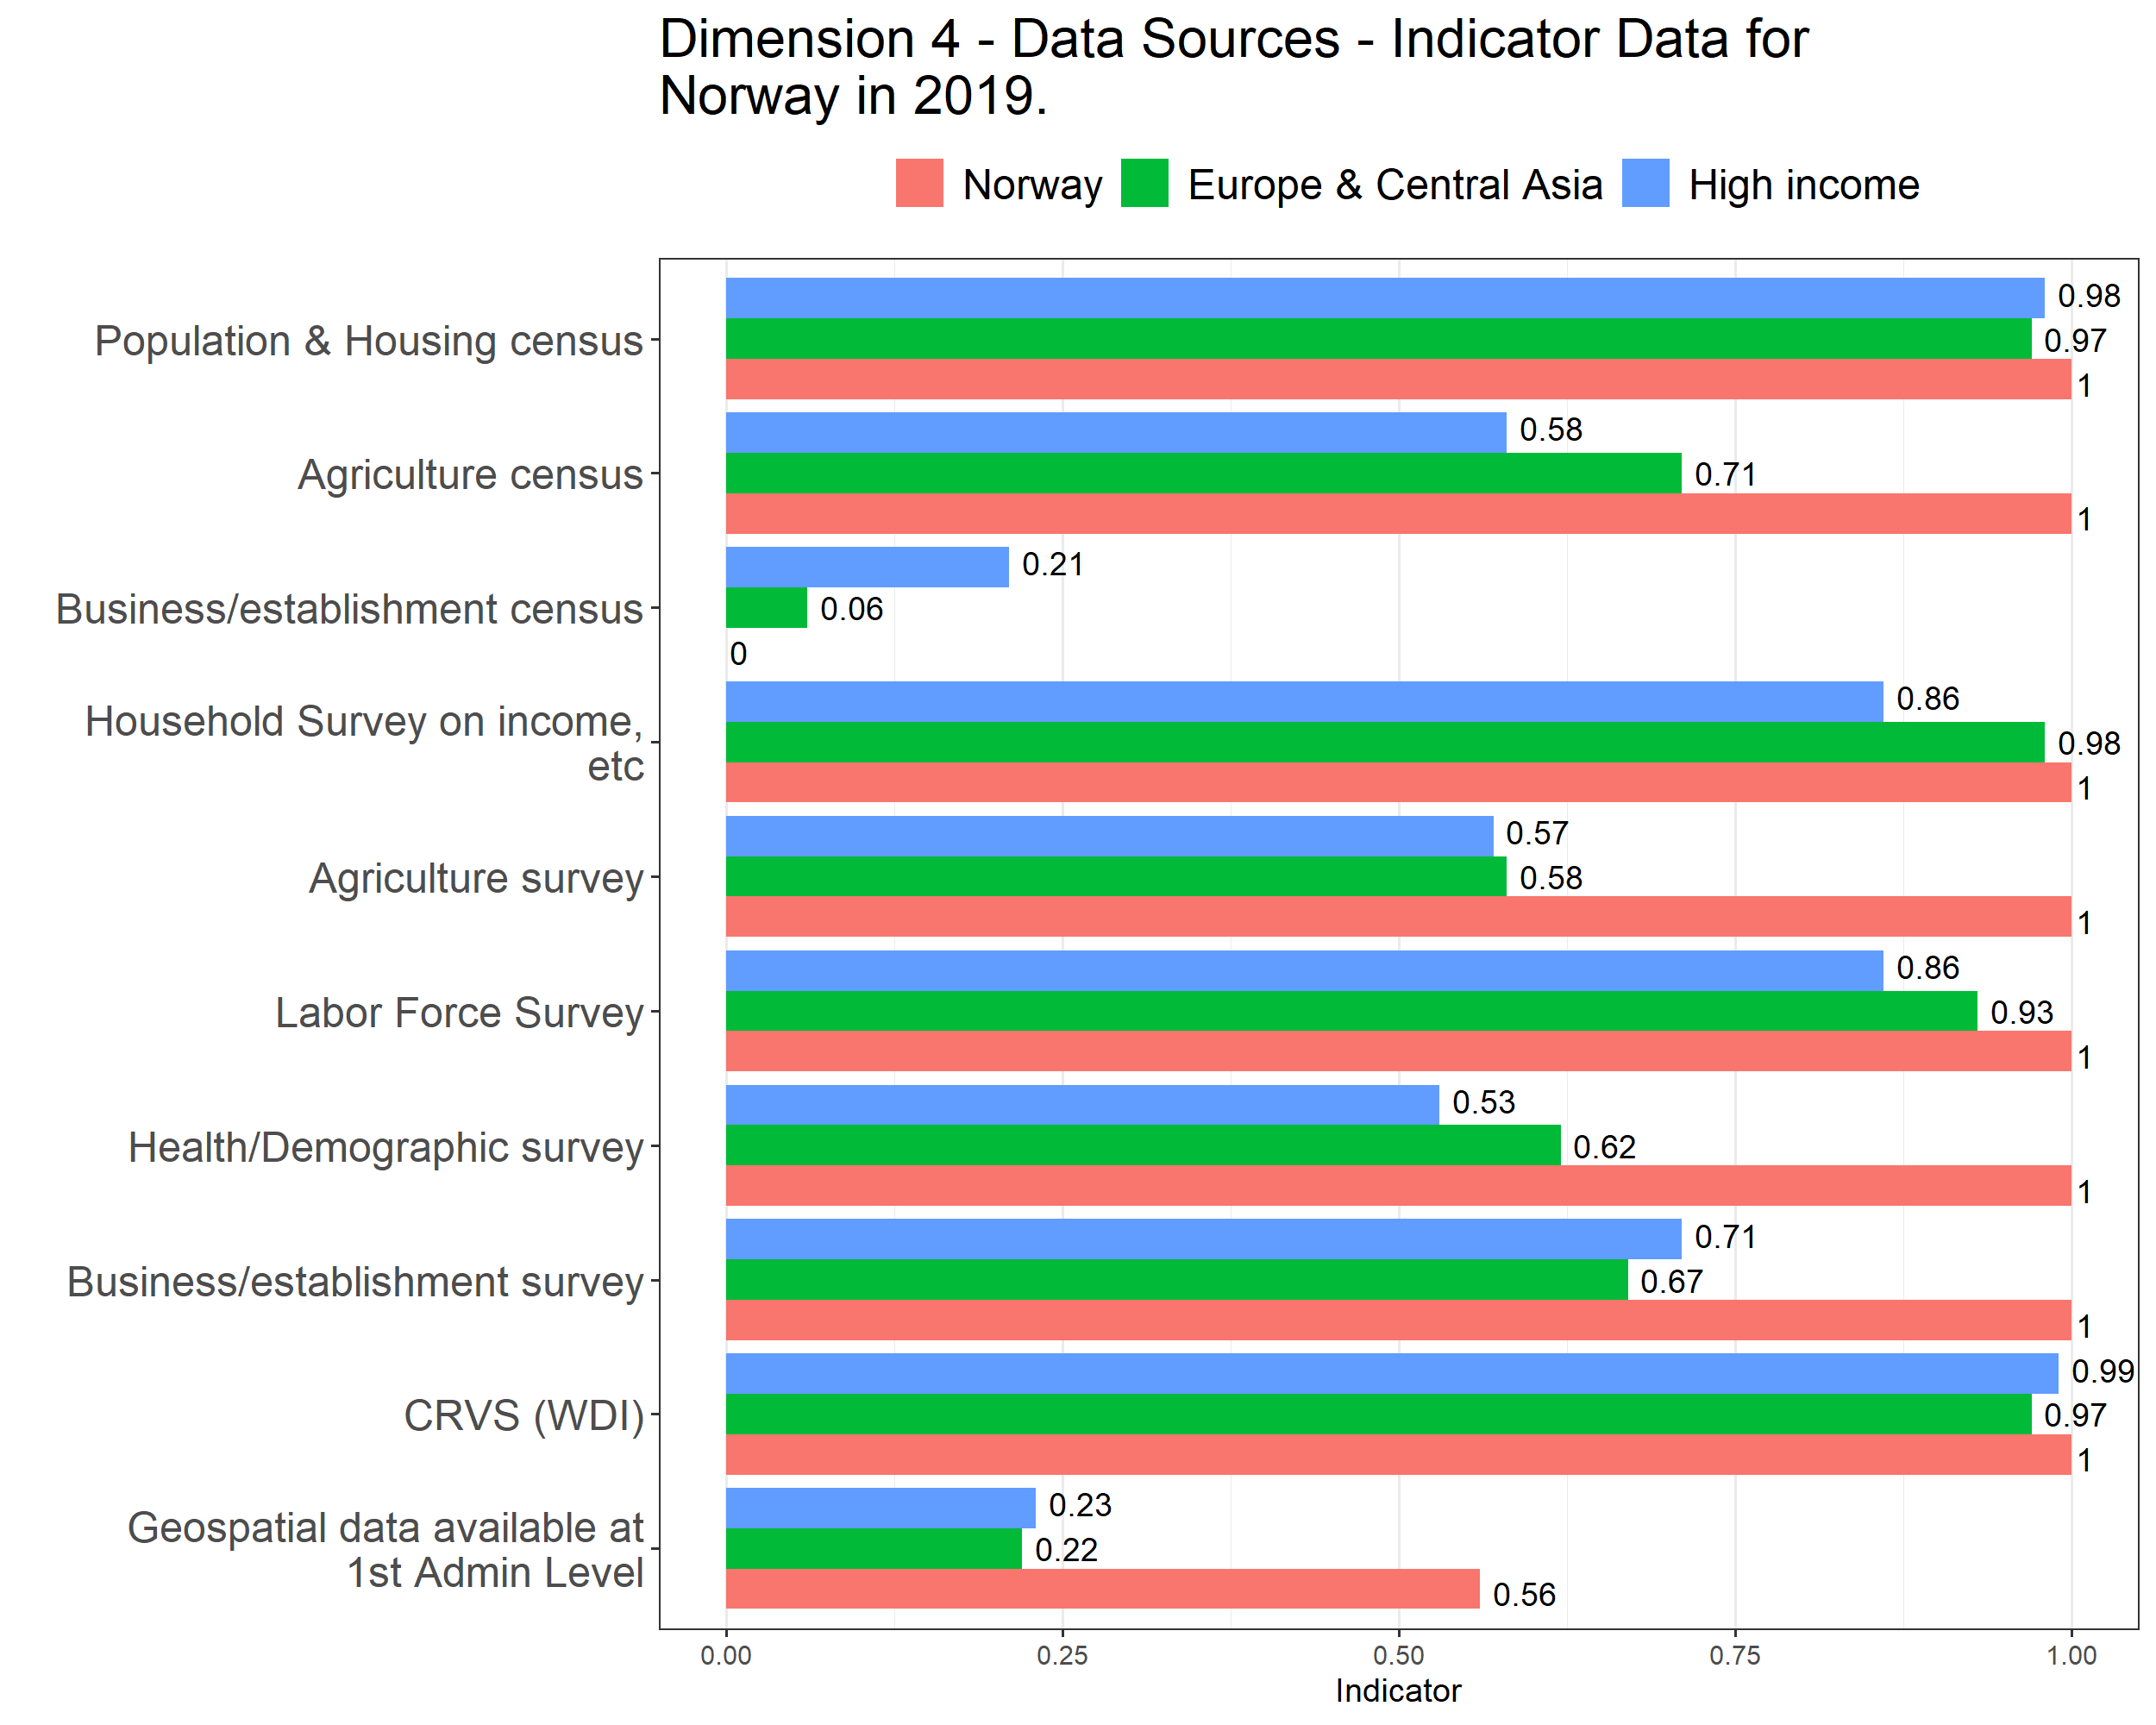 Dimension 4 - Data Sources - Indicator Data for
Norway in 2019.
Norway
Europe & Central Asia
High income
Population & Housing census
0.98
0.97
1
Agriculture census
0.58
0.71
1
Business/establishment census
0.21
0.06
0
Household Survey on income,
etc
0.86
0.98
1
Agriculture survey
0.57
0.58
1
Labor Force Survey
0.86
0.93
1
Health/Demographic survey
0.53
0.62
1
Business/establishment survey
0.71
0.67
1
CRVS (WDI)
0.99
0.97
1
Geospatial data available at
1st Admin Level
0.23
0.22
0.56
0.00
0.25
0.50
0.75
1.00
Indicator